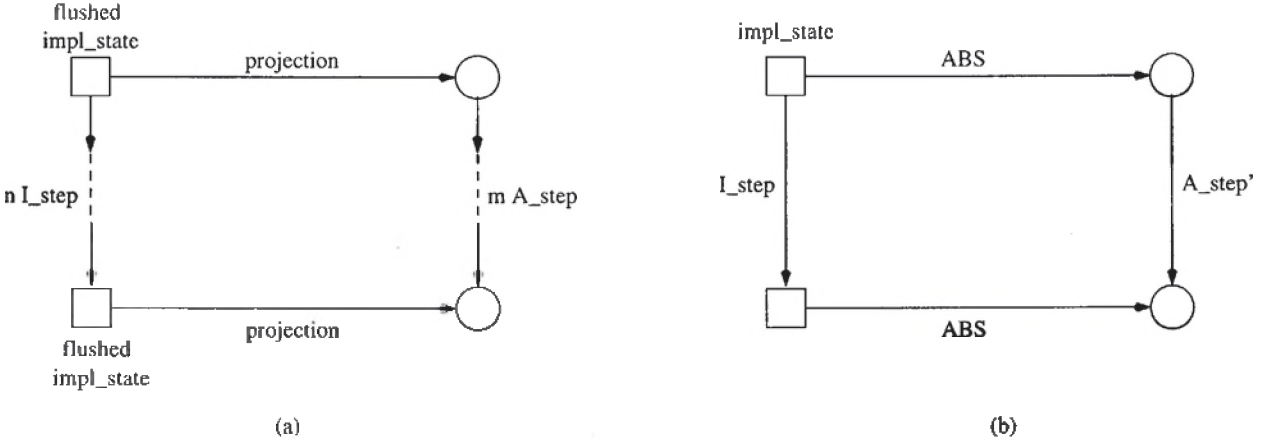 flushed
impl_state
projection
n I_step
m A_step
projection
flushed
impl_state
(a)
impl_state
ABS
I_step
A_step’
ABS
(b)